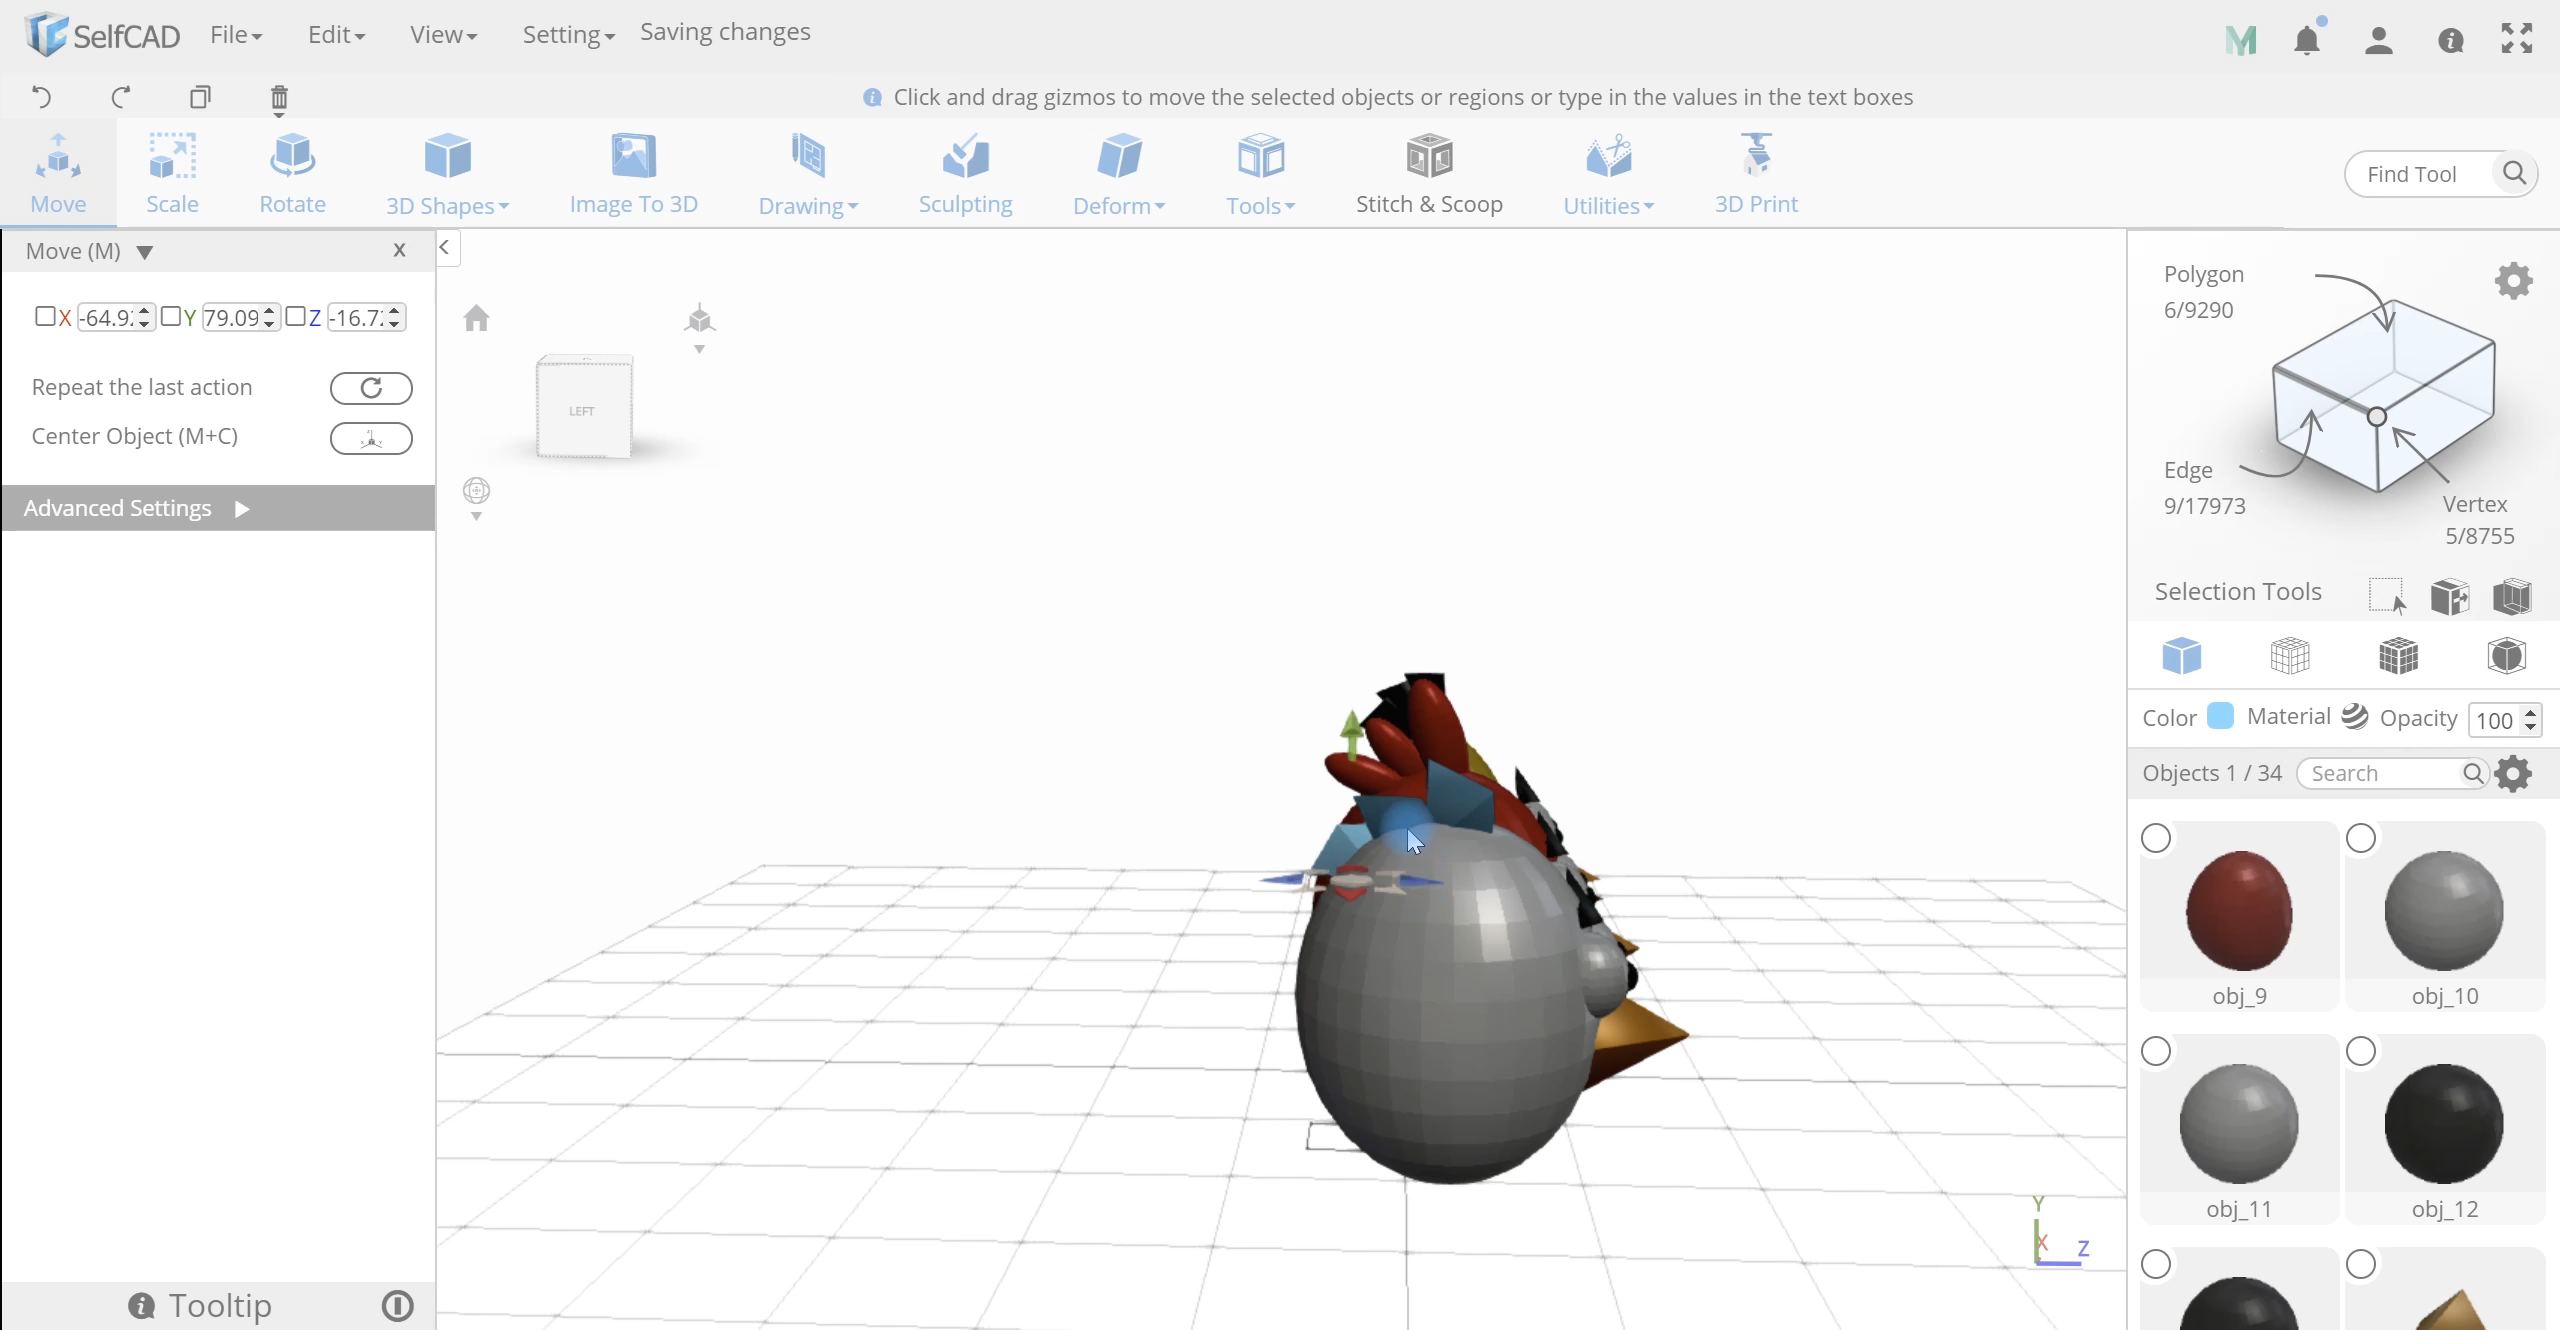 SelfCAD File Edit View Setting Saving changes
Click and drag gizmos to move the selected objects or regions or type in the values in the text boxes
Move Scale Rotate 3D Shapes Image To 3D Drawing Sculpting Deform Tools Stitch & Scoop Utilities 3D Print Find Tool
Move (M) x
X -64.92 Y 79.09 Z -16.7
Repeat the last action
Center Object (M+C)
Advanced Settings
Tooltip
LEFT
Y
X Z
Polygon
6/9290
Edge
9/17973
Vertex
5/8755
Selection Tools
Color Material Opacity 100
Objects 1 / 34 Search
obj_9 obj_10
obj_11 obj_12